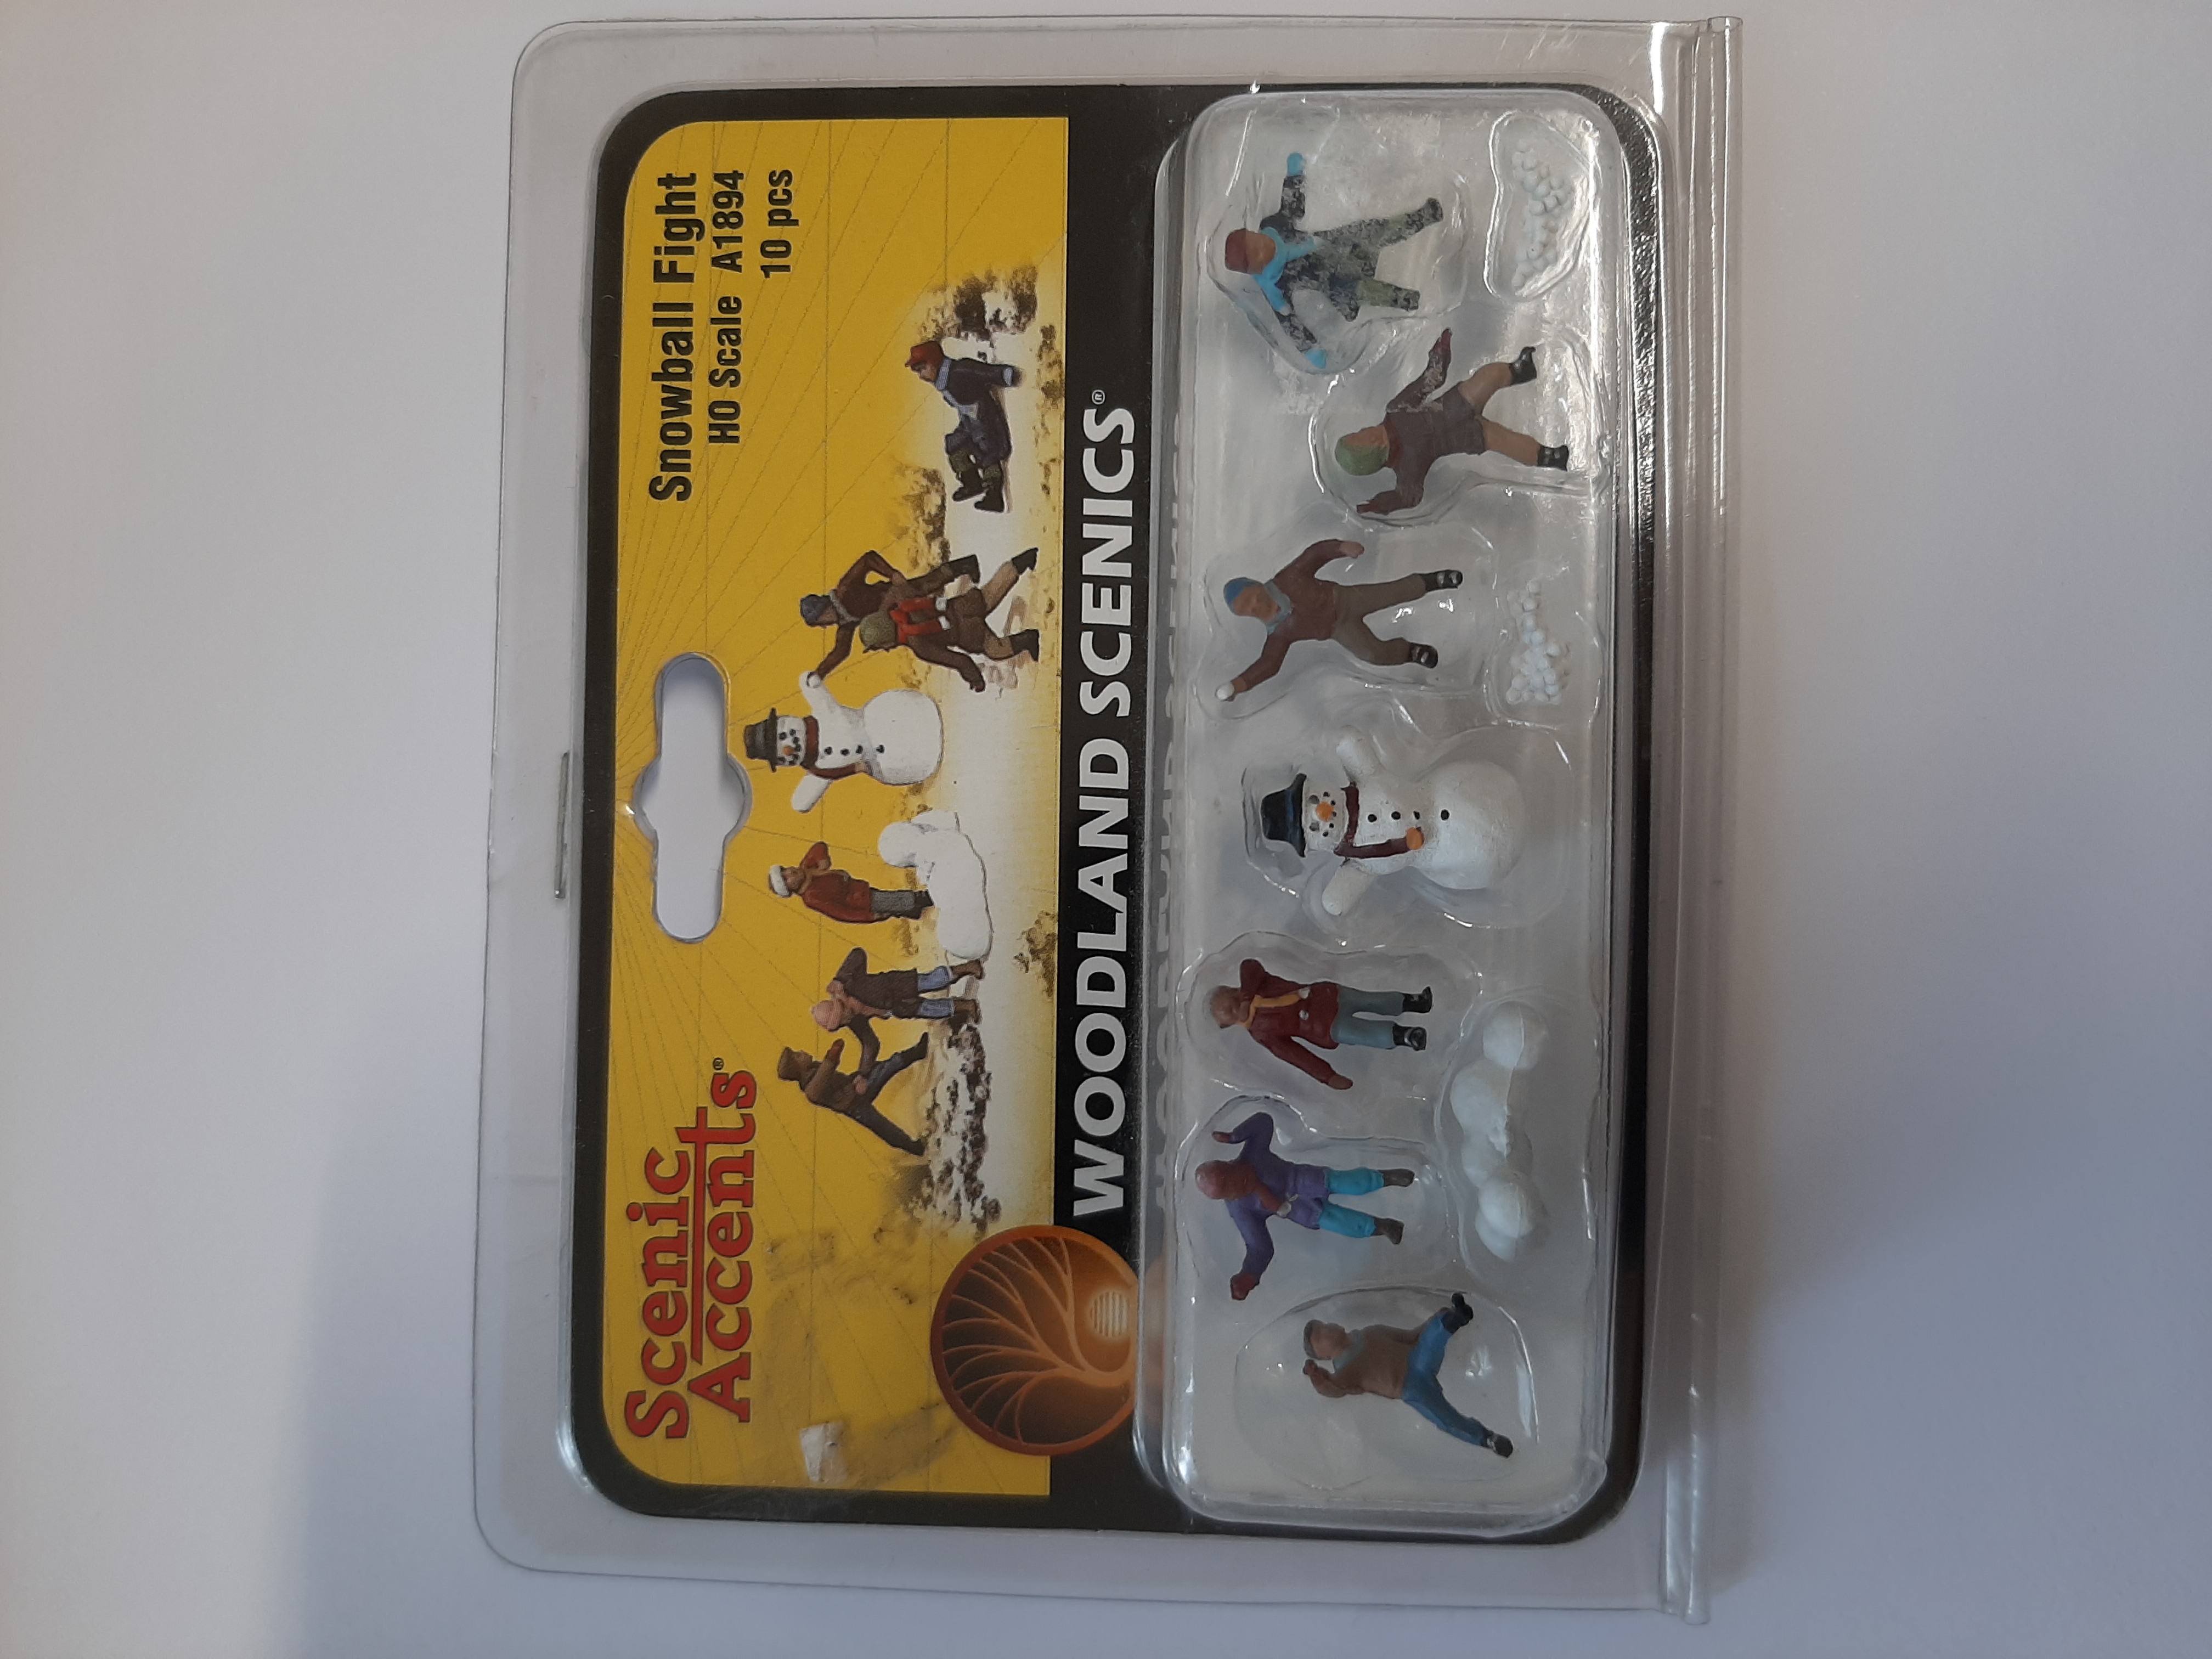 Scenic
Accents®
Snowball Fight
HO Scale A1894
10 pcs
WOODLAND SCENICS®